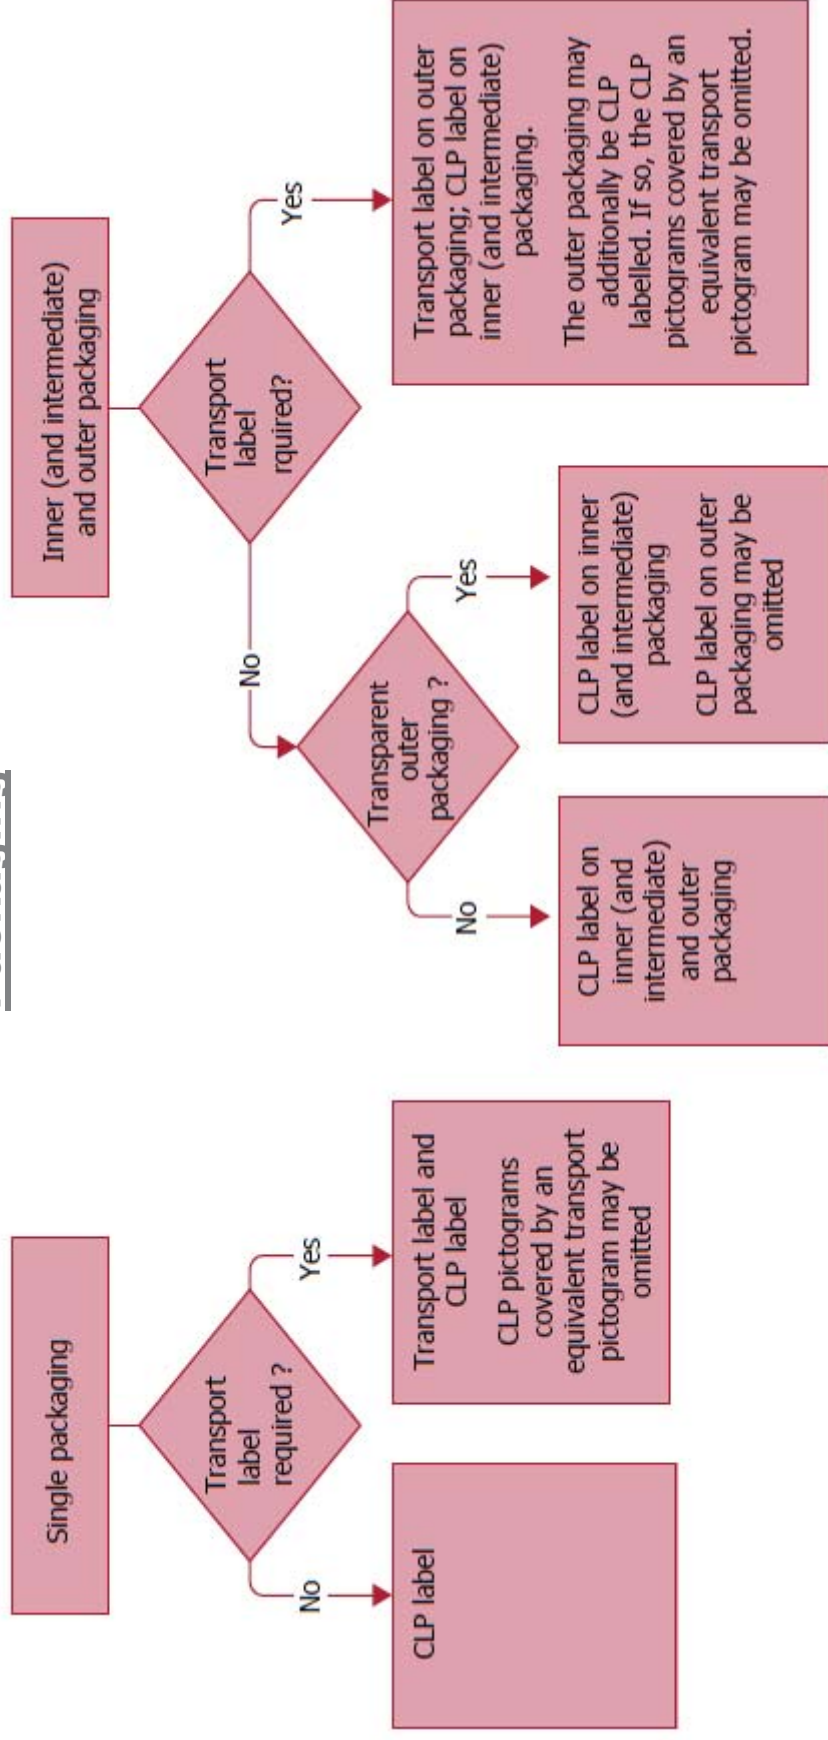 Single packaging
Transport
label
required ?
No
Yes
CLP label
Transport label and
CLP label
CLP pictograms
covered by an
equivalent transport
pictogram may be
omitted
Inner (and intermediate)
and outer packaging
Transport
label
rquired?
No
Yes
Transparent
outer
packaging ?
No
Yes
CLP label on
inner (and
intermediate)
and outer
packaging
CLP label on inner
(and intermediate)
packaging
CLP label on outer
packaging may be
omitted
Transport label on outer
packaging; CLP label on
inner (and intermediate)
packaging.
The outer packaging may
additionally be CLP
labelled. If so, the CLP
pictograms covered by an
equivalent transport
pictogram may be omitted.